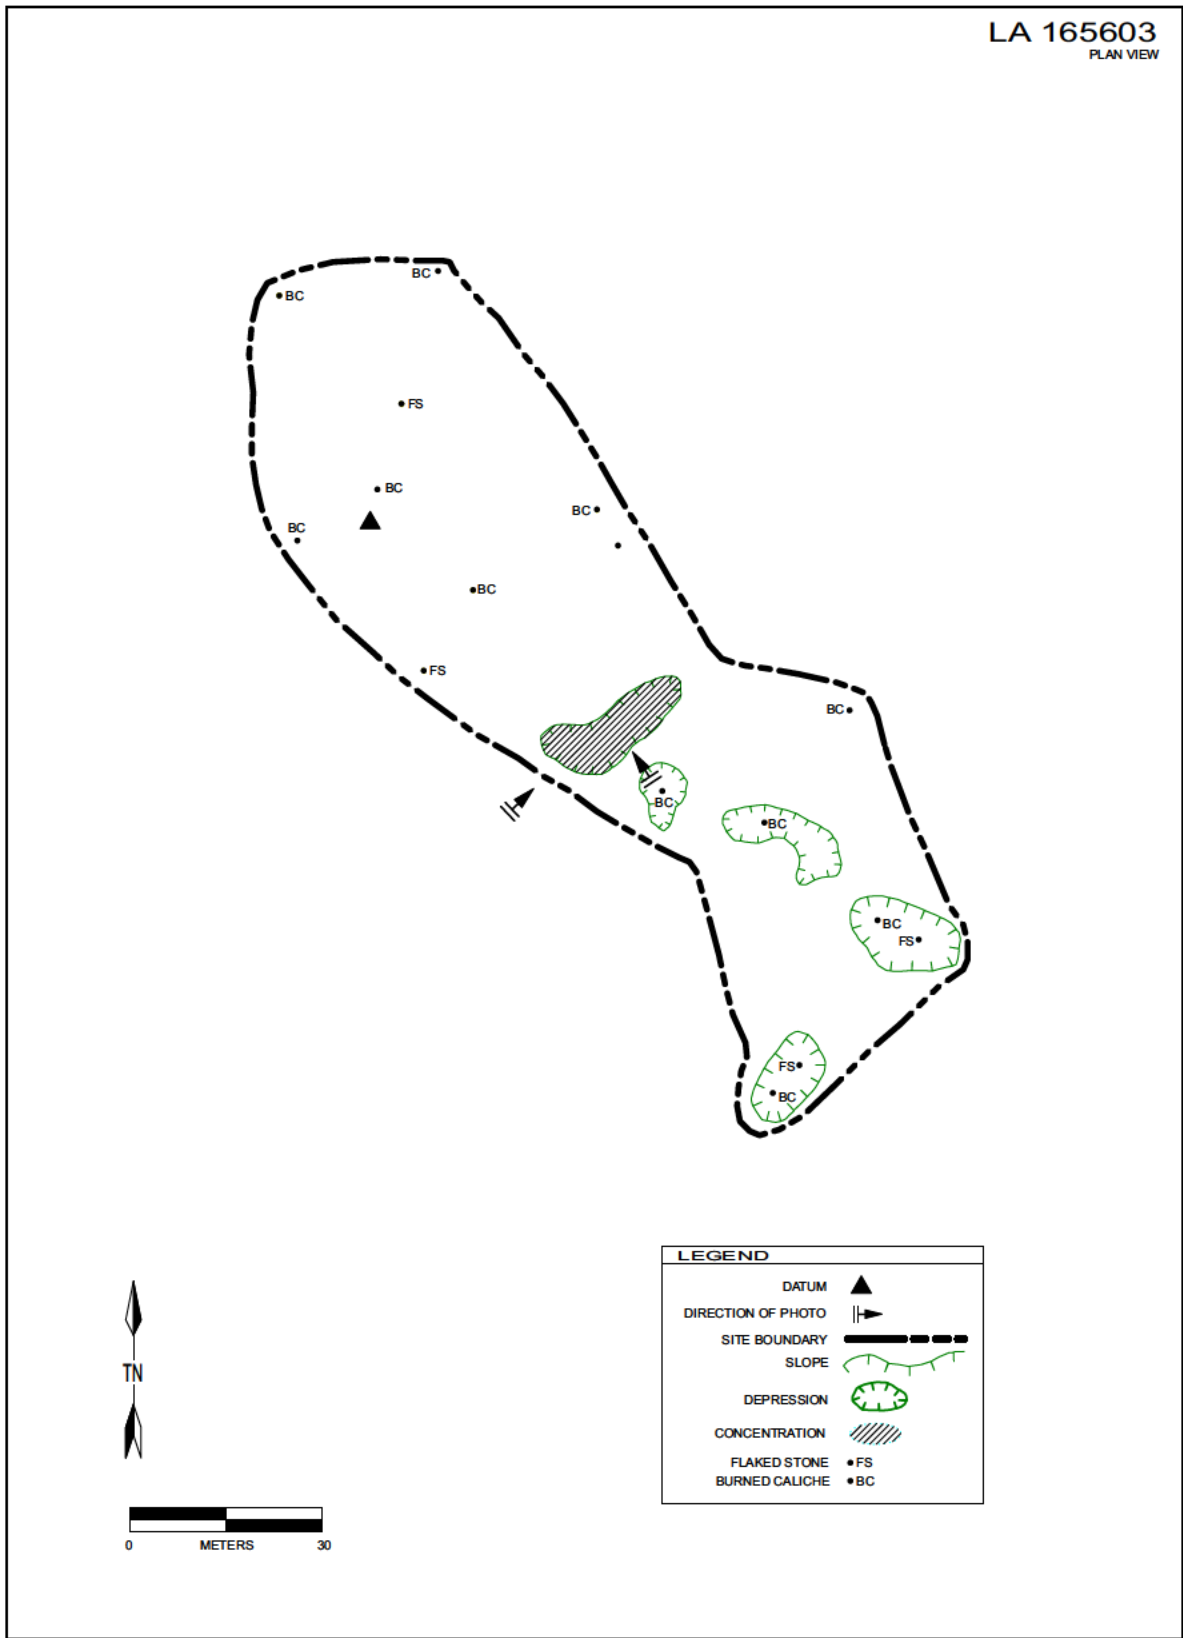 LA 165603
PLAN VIEW
BC
BC
FS
BC
BC
BC
BC
FS
BC
BC
BC
BC
FS
FS
BC
LEGEND
DATUM
DIRECTION OF PHOTO
SITE BOUNDARY
SLOPE
DEPRESSION
CONCENTRATION
FLAKED STONE FS
BURNED CALICHE BC
TN
0 METERS 30